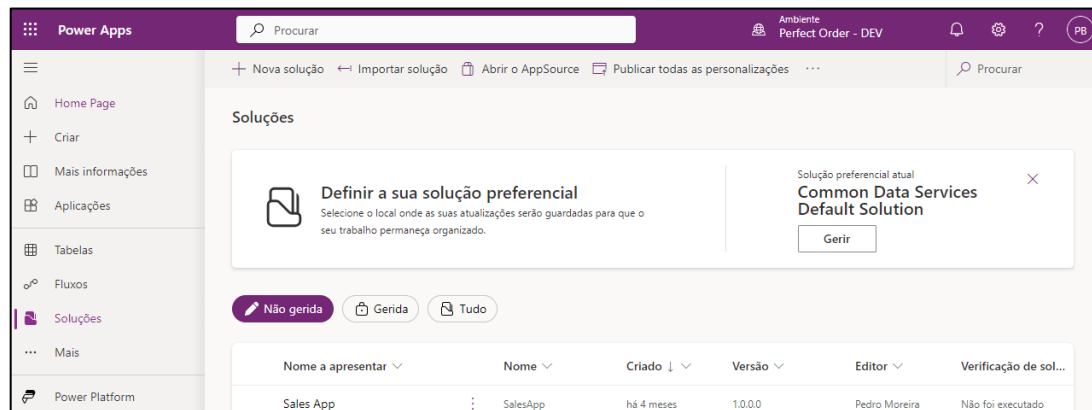 Power Apps
Procurar
Ambiente
Perfect Order - DEV
?
PB
Nova solução
Importar solução
Abrir o AppSource
Publicar todas as personalizações
...
Procurar
Home Page
Criar
Mais informações
Aplicações
Tabelas
Fluxos
Soluções
Mais
Power Platform
Soluções
Definir a sua solução preferencial
Selecione o local onde as suas atualizações serão guardadas para que o
seu trabalho permaneça organizado.
Solução preferencial atual
Common Data Services
Default Solution
Gerir
Não gerida
Gerida
Tudo
Nome a apresentar
Nome
Criado ↓
Versão
Editor
Verificação de sol...
Sales App
SalesApp
há 4 meses
1.0.0.0
Pedro Moreira
Não foi executado